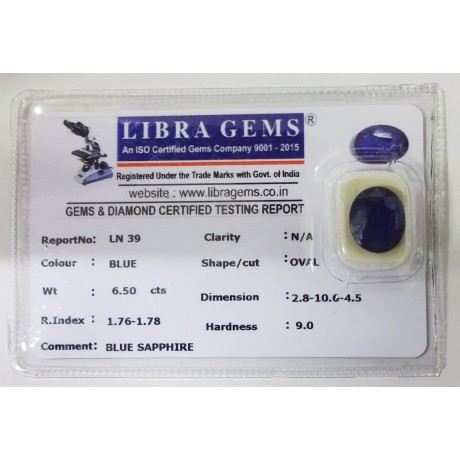 LIBRA GEMS ®
An ISO Certified Gems Company 9001 - 2015
Registered Under the Trade Marks with Govt. of India
website : www.libragems.co.in
GEMS & DIAMOND CERTIFIED TESTING REPORT
ReportNo: LN 39 Clarity : N/A
Colour : BLUE Shape/cut : OVAL
Wt : 6.50 cts Dimension : 2.8-10.6-4.5
R.Index : 1.76-1.78 Hardness : 9.0
Comment: BLUE SAPPHIRE